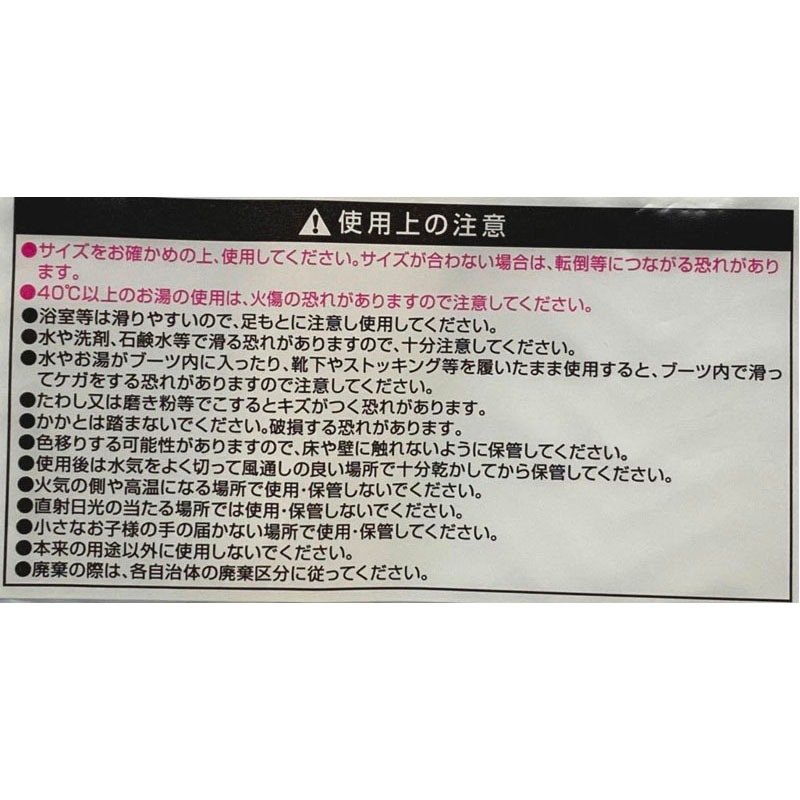 ⚠使用上の注意
●サイズをお確かめの上、使用してください。サイズが合わない場合は、転倒等につながる恐れがあり
ます。
●40℃以上のお湯の使用は、火傷の恐れがありますので注意してください。
●浴室等は滑りやすいので、足もとに注意し使用してください。
●水や洗剤、石鹸水等で滑る恐れがありますので、十分注意してください。
●水やお湯がブーツ内に入ったり、靴下やストッキング等を履いたまま使用すると、ブーツ内で滑っ
てケガをする恐れがありますので注意してください。
●たわし又は磨き粉等でこするとキズがつく恐れがあります。
●かかとは踏まないでください。破損する恐れがあります。
●色移りする可能性がありますので、床や壁に触れないように保管してください。
●使用後は水気をよく切って風通しの良い場所で十分乾かしてから保管してください。
●火気の側や高温になる場所で使用・保管しないでください。
●直射日光の当たる場所では使用・保管しないでください。
●小さなお子様の手の届かない場所で使用・保管してください。
●本来の用途以外に使用しないでください。
●廃棄の際は、各自治体の廃棄区分に従ってください。